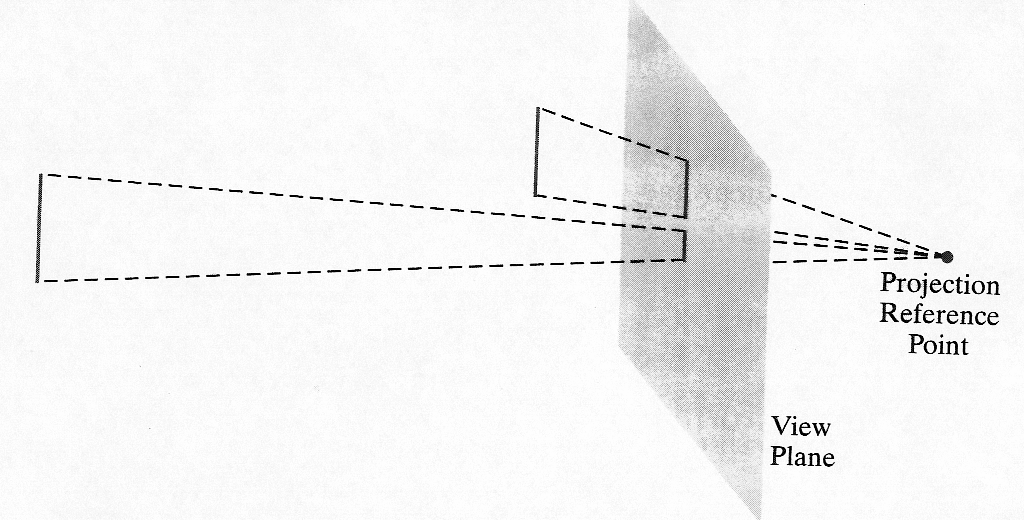 Projection
Reference
Point
View
Plane